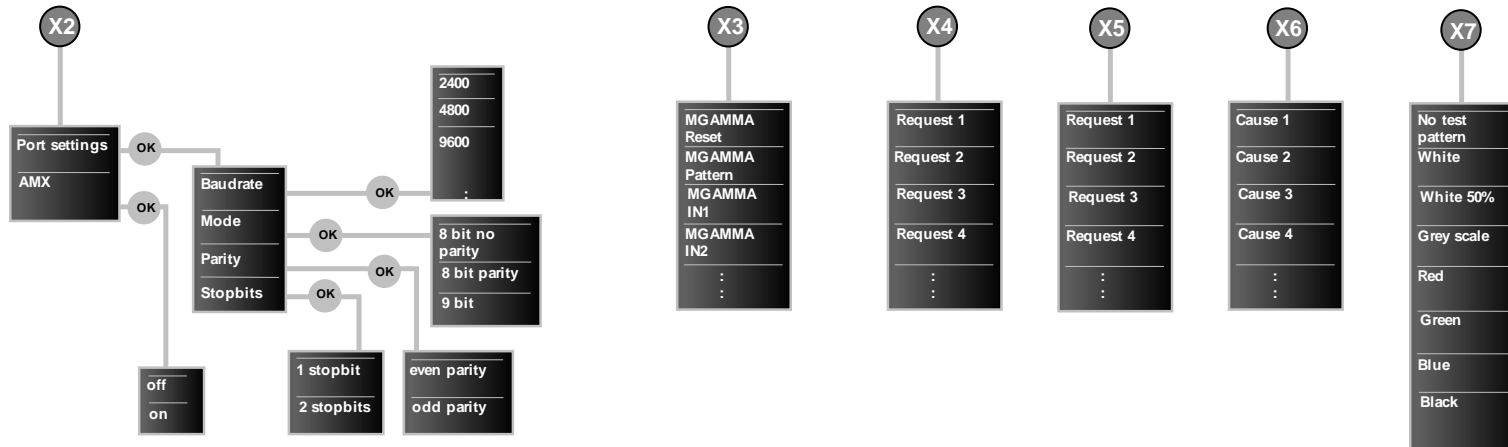 X2
Port settings
AMX
OK
OK
Baudrate
Mode
Parity
Stopbits
OK
OK
OK
OK
2400
4800
9600
:
8 bit no
parity
8 bit parity
9 bit
off
on
1 stopbit
2 stopbits
even parity
odd parity
X3
MGAMMA
Reset
MGAMMA
Pattern
MGAMMA
IN1
MGAMMA
IN2
:
:
X4
Request 1
Request 2
Request 3
Request 4
:
:
X5
Request 1
Request 2
Request 3
Request 4
:
:
X6
Cause 1
Cause 2
Cause 3
Cause 4
:
:
X7
No test
pattern
White
White 50%
Grey scale
Red
Green
Blue
Black